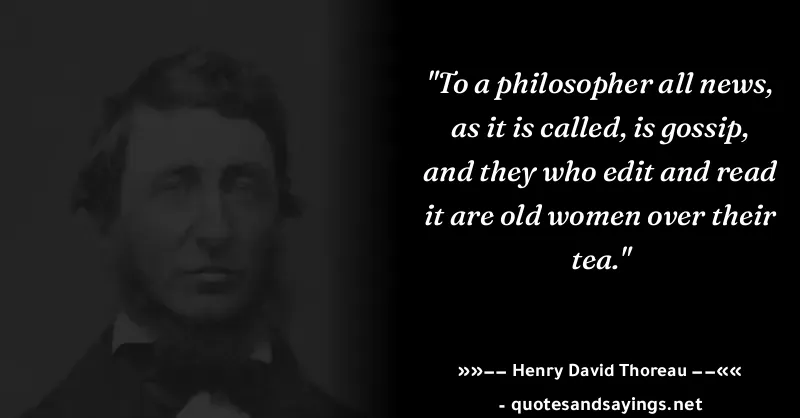 "To a philosopher all news,
as it is called, is gossip,
and they who edit and read
it are old women over their
tea."
»»−− Henry David Thoreau −−««
- quotesandsayings.net